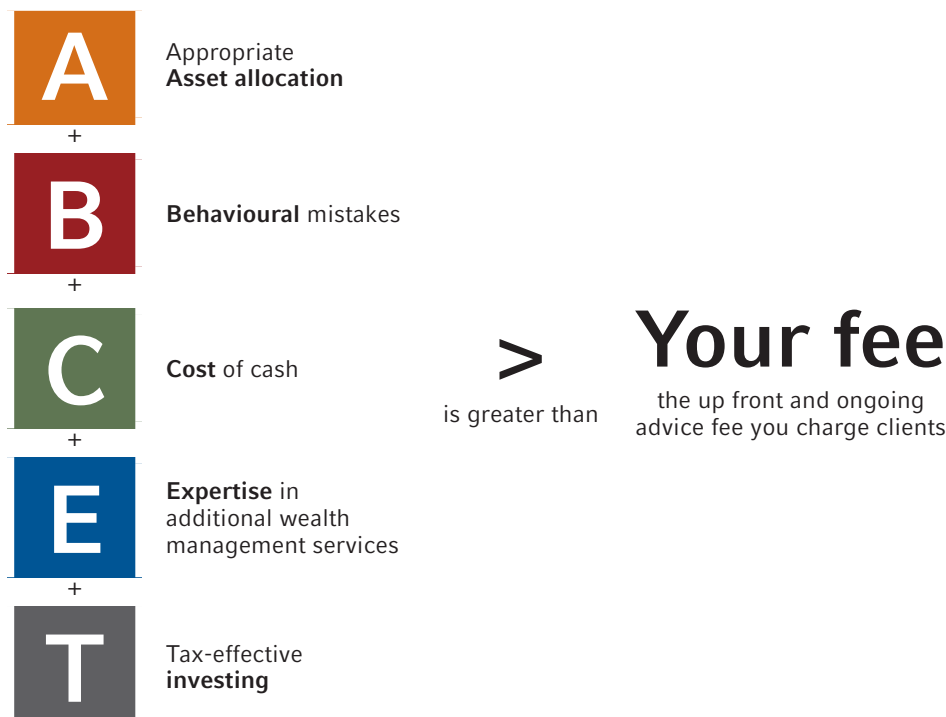 A
Appropriate
Asset allocation
+
B
Behavioural mistakes
+
C
Cost of cash
+
E
Expertise in
additional wealth
management services
+
T
Tax-effective
investing
>
is greater than
Your fee
the up front and ongoing
advice fee you charge clients